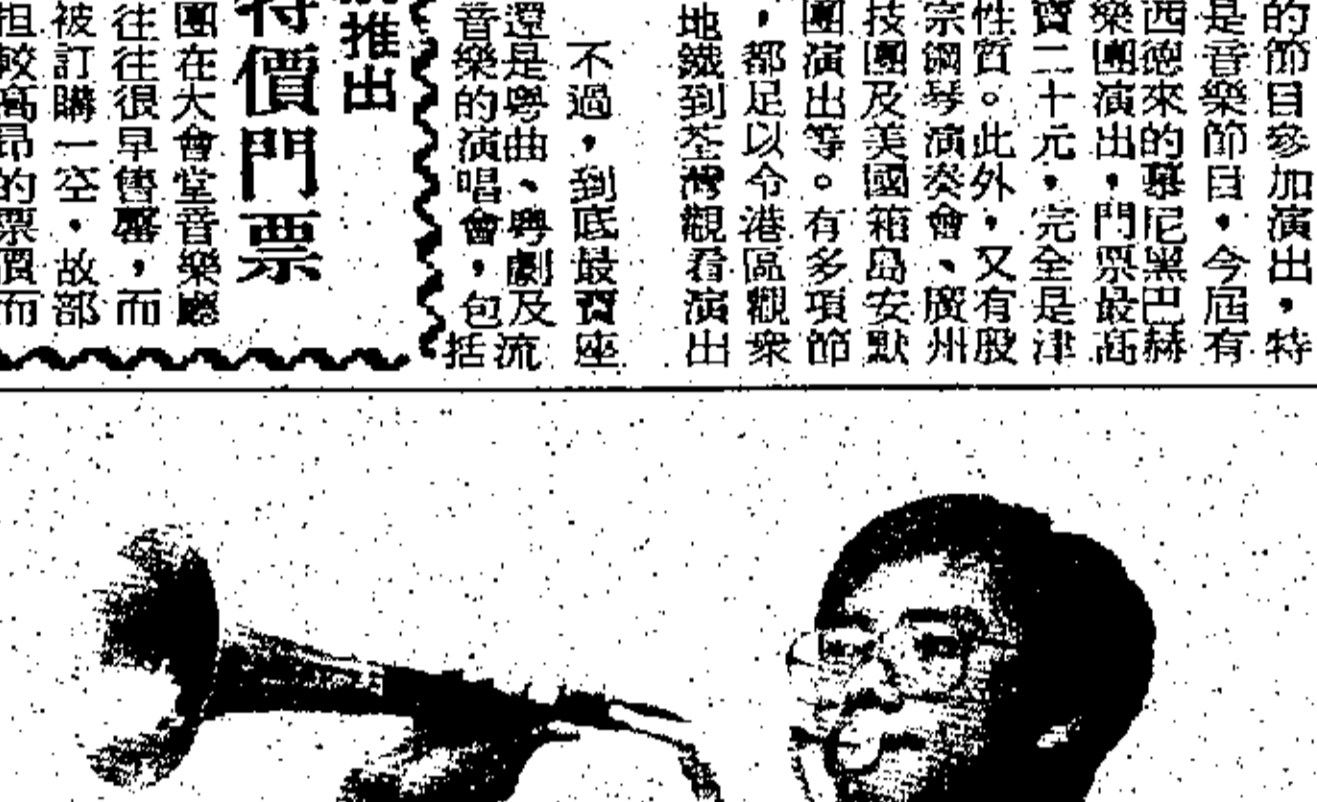 的節目參加演出，特
是音樂節目，今屆有
西德來的慕尼黑巴赫
樂團演出，門票最高
賣二十元，完全是津
性質。此外，又有股
宗鋼琴演奏會、廣州
技團及美國箱島安默
團演出等。有多項節
，都足以令港區觀衆
地鐵到荃灣觀看演出
不過，到底最賣座
還是粵曲、粵劇及流
音樂的演唱會，包括
推出
特價門票
團在大會堂音樂廳
往往很早售罄，而
被訂購一空，故部
但較高昂的票價而